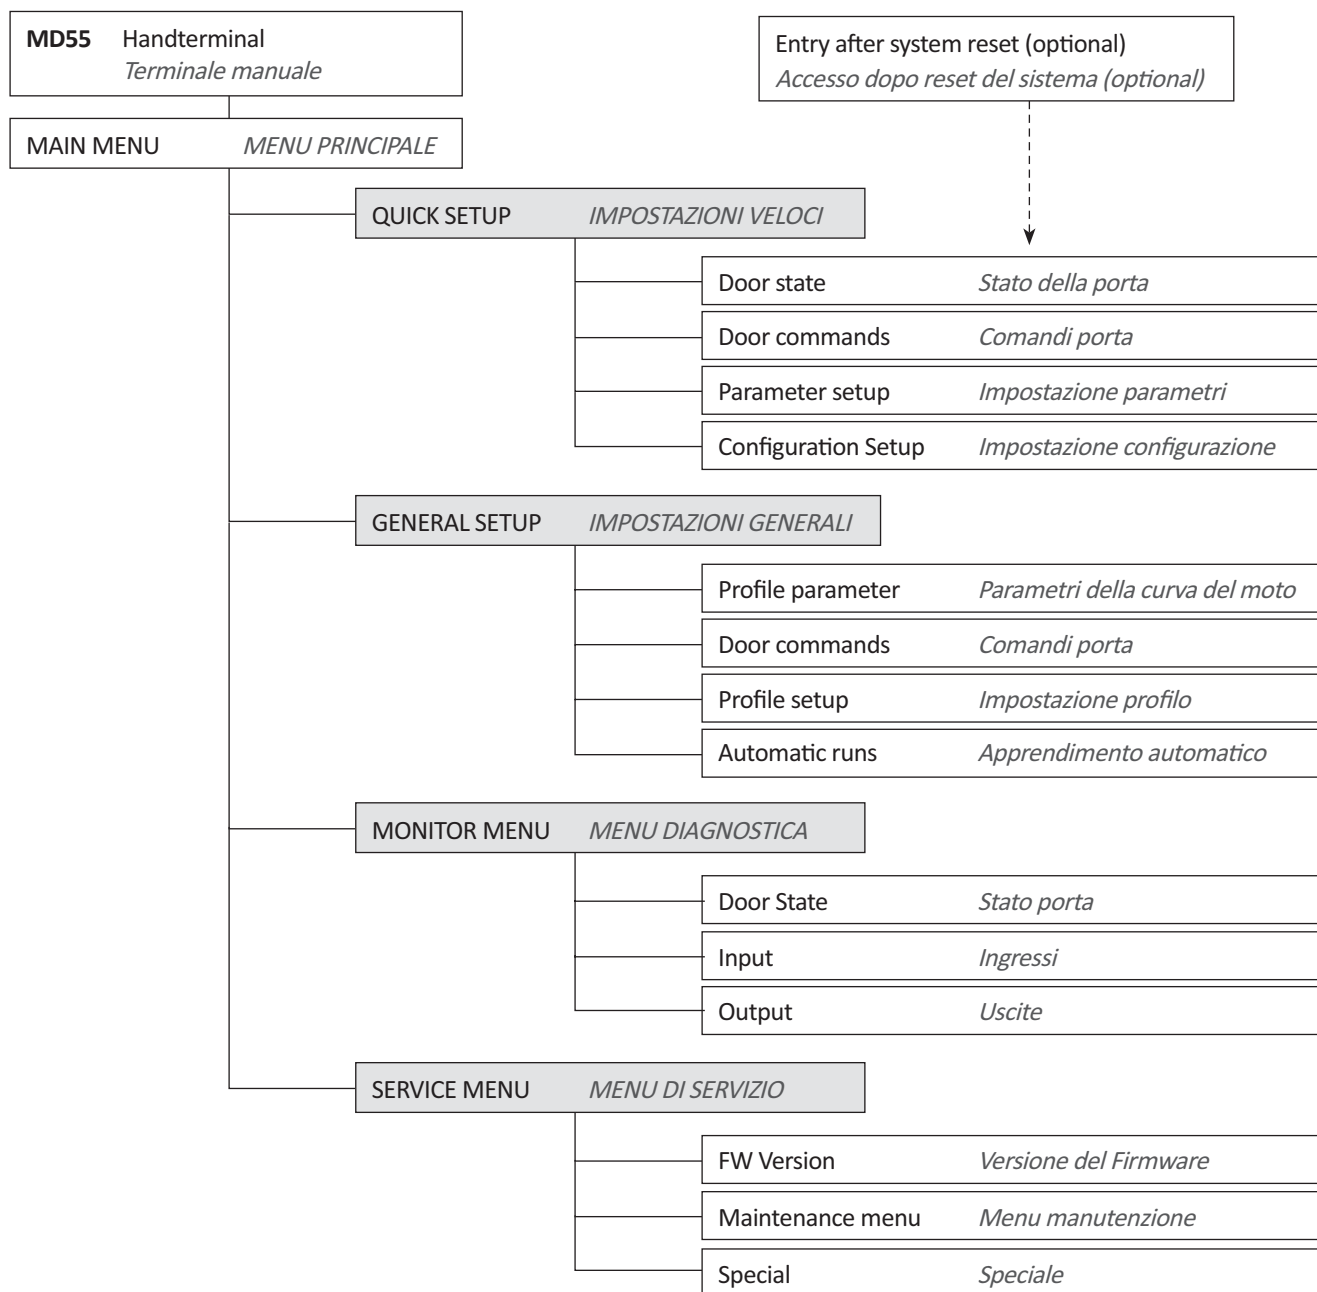 MD55 Handterminal
Terminale manuale
Entry after system reset (optional)
Accesso dopo reset del sistema (optional)
MAIN MENU MENU PRINCIPALE
QUICK SETUP IMPOSTAZIONI VELOCI
Door state Stato della porta
Door commands Comandi porta
Parameter setup Impostazione parametri
Configuration Setup Impostazione configurazione
GENERAL SETUP IMPOSTAZIONI GENERALI
Profile parameter Parametri della curva del moto
Door commands Comandi porta
Profile setup Impostazione profilo
Automatic runs Apprendimento automatico
MONITOR MENU MENU DIAGNOSTICA
Door State Stato porta
Input Ingressi
Output Uscite
SERVICE MENU MENU DI SERVIZIO
FW Version Versione del Firmware
Maintenance menu Menu manutenzione
Special Speciale